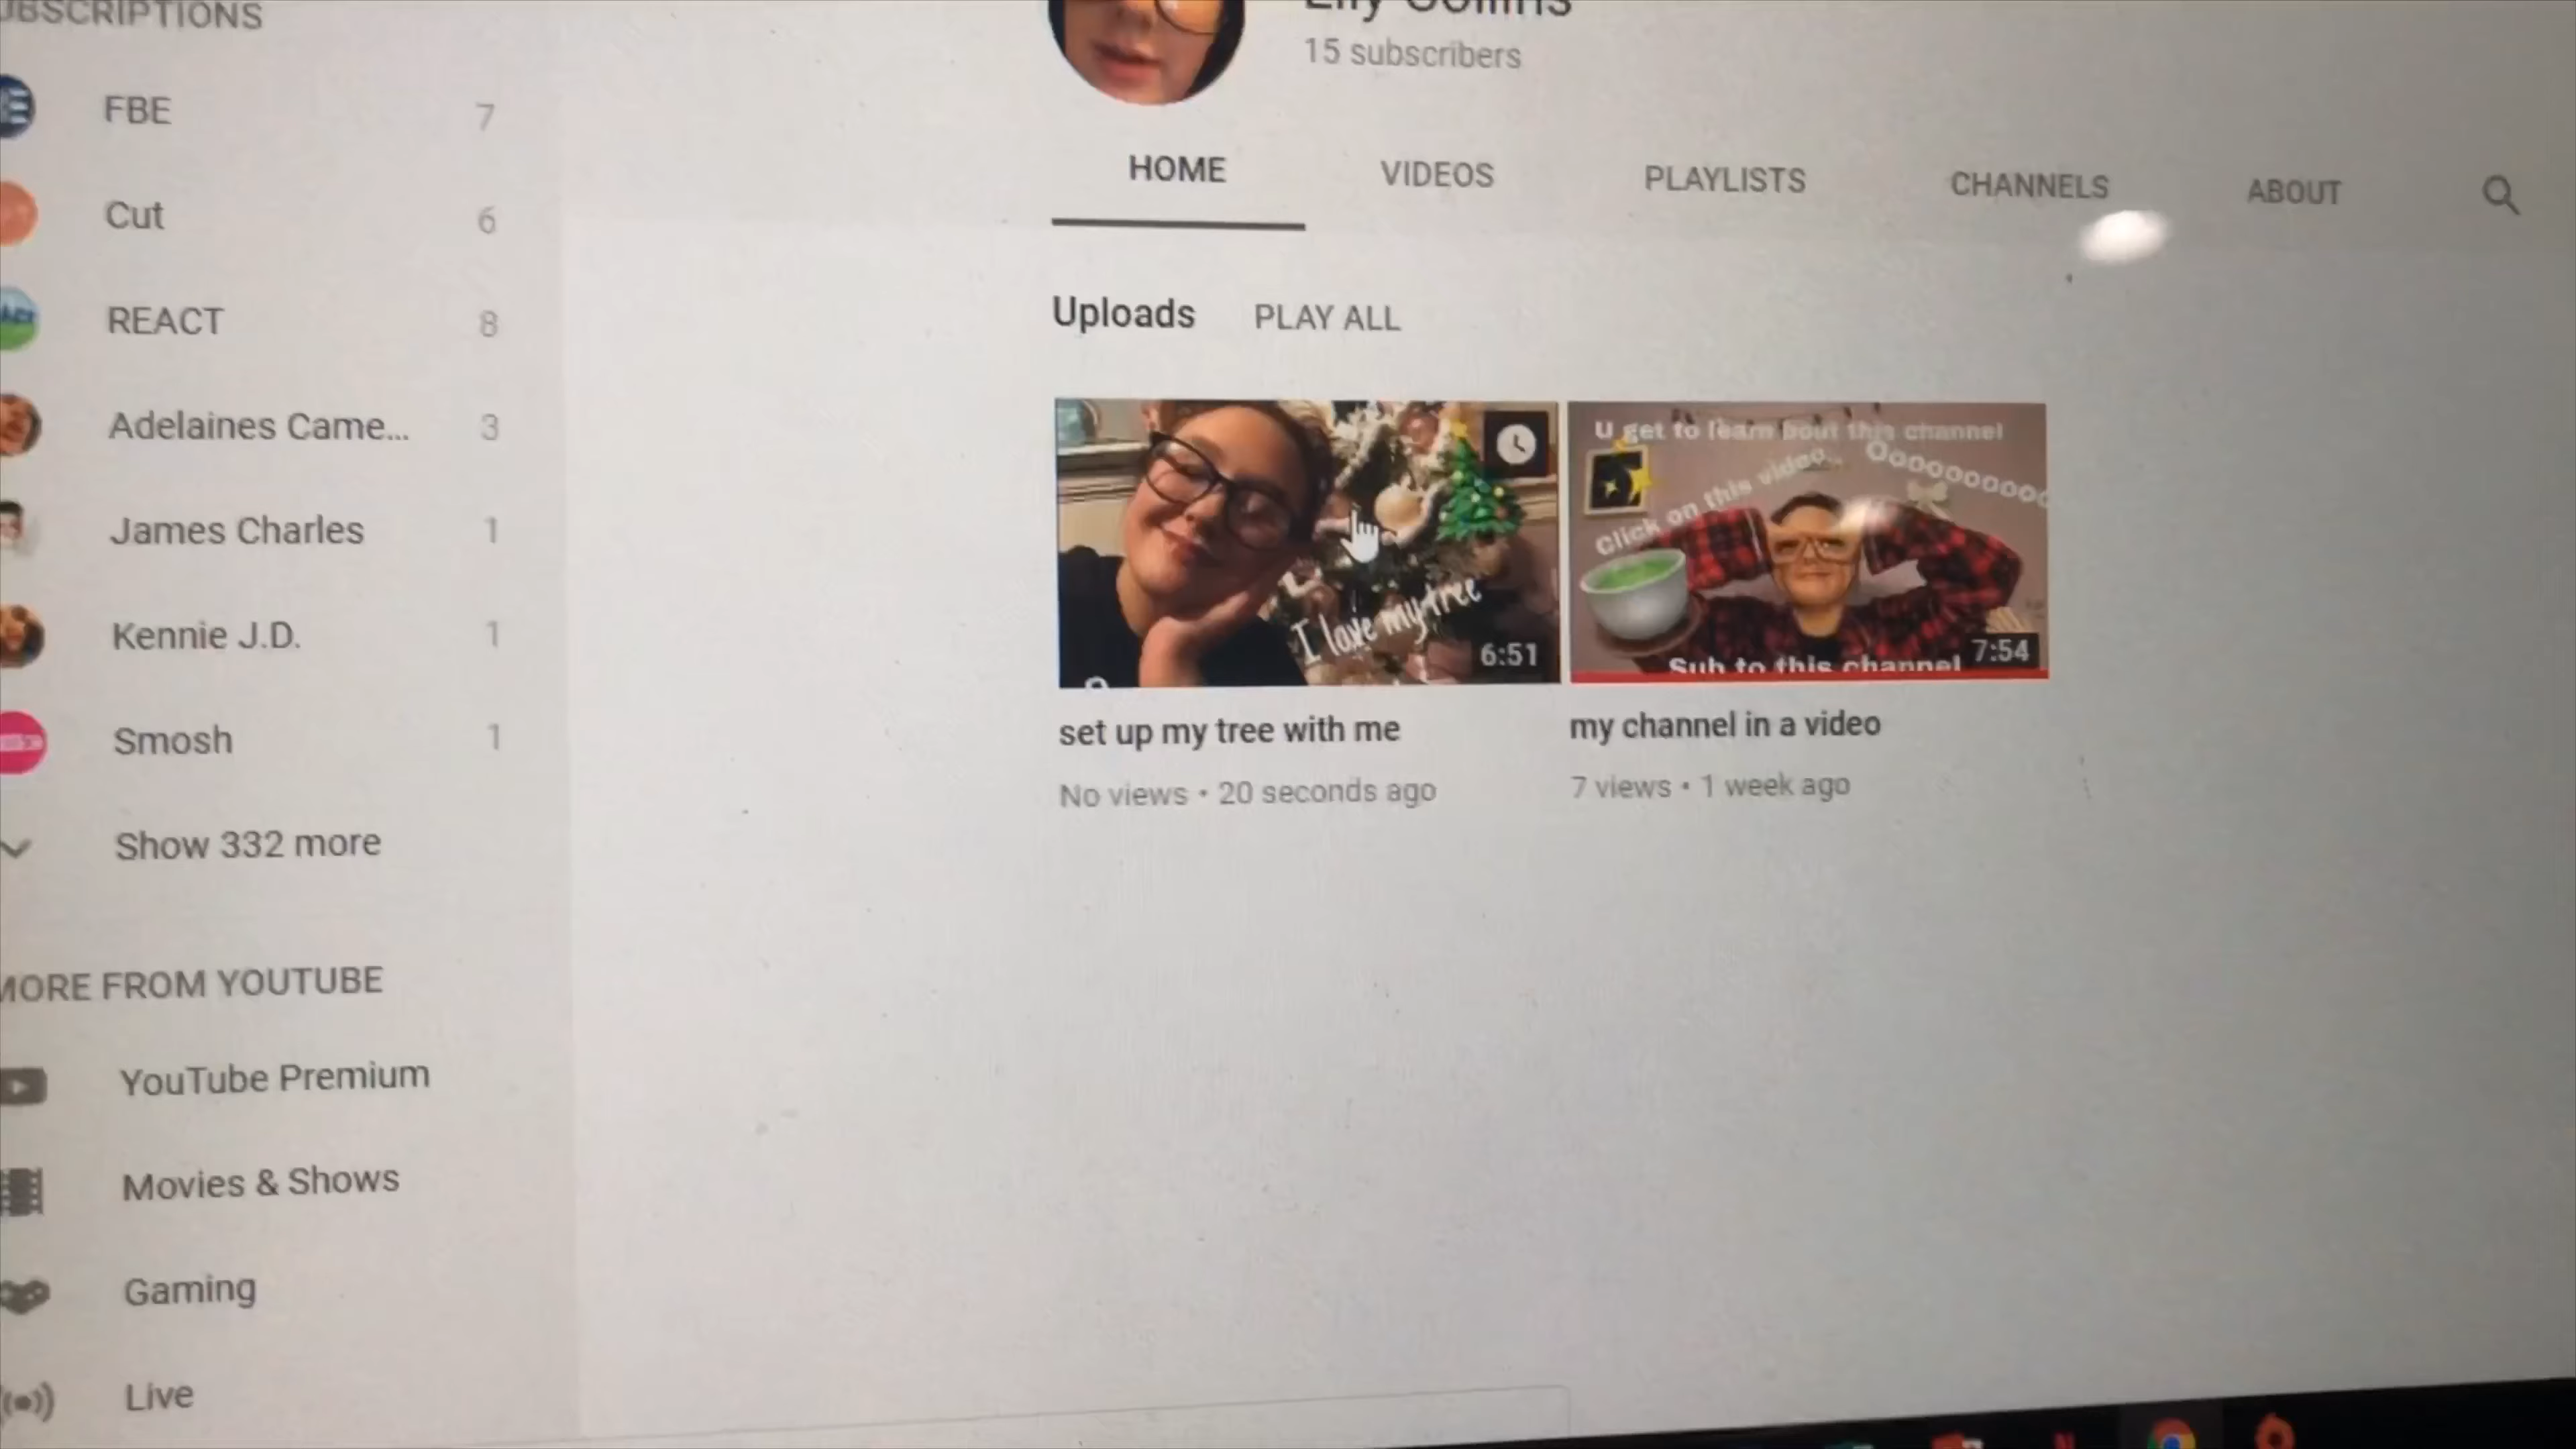 UBSCRIPTIONS
FBE 7
Cut 6
REACT 8
Adelaines Came... 3
James Charles 1
Kennie J.D. 1
Smosh 1
Show 332 more
MORE FROM YOUTUBE
YouTube Premium
Movies & Shows
Gaming
Live
Collins
15 subscribers
HOME VIDEOS PLAYLISTS CHANNELS ABOUT
Uploads PLAY ALL
I love my tree
6:51
set up my tree with me
No views • 20 seconds ago
U get to learn bout this channel
Click on this video..
Ooooooooo
Sub to this channel
7:54
my channel in a video
7 views • 1 week ago